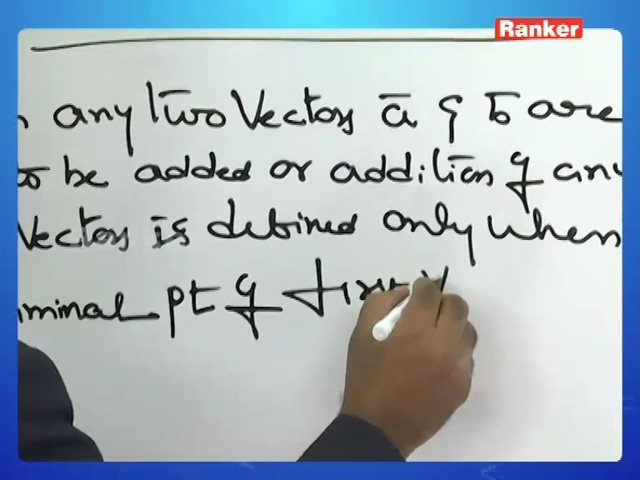 Ranker
any two Vectors a̅ & b̅ are
to be added or addition of any
Vectors is defined only when
minal pt of first